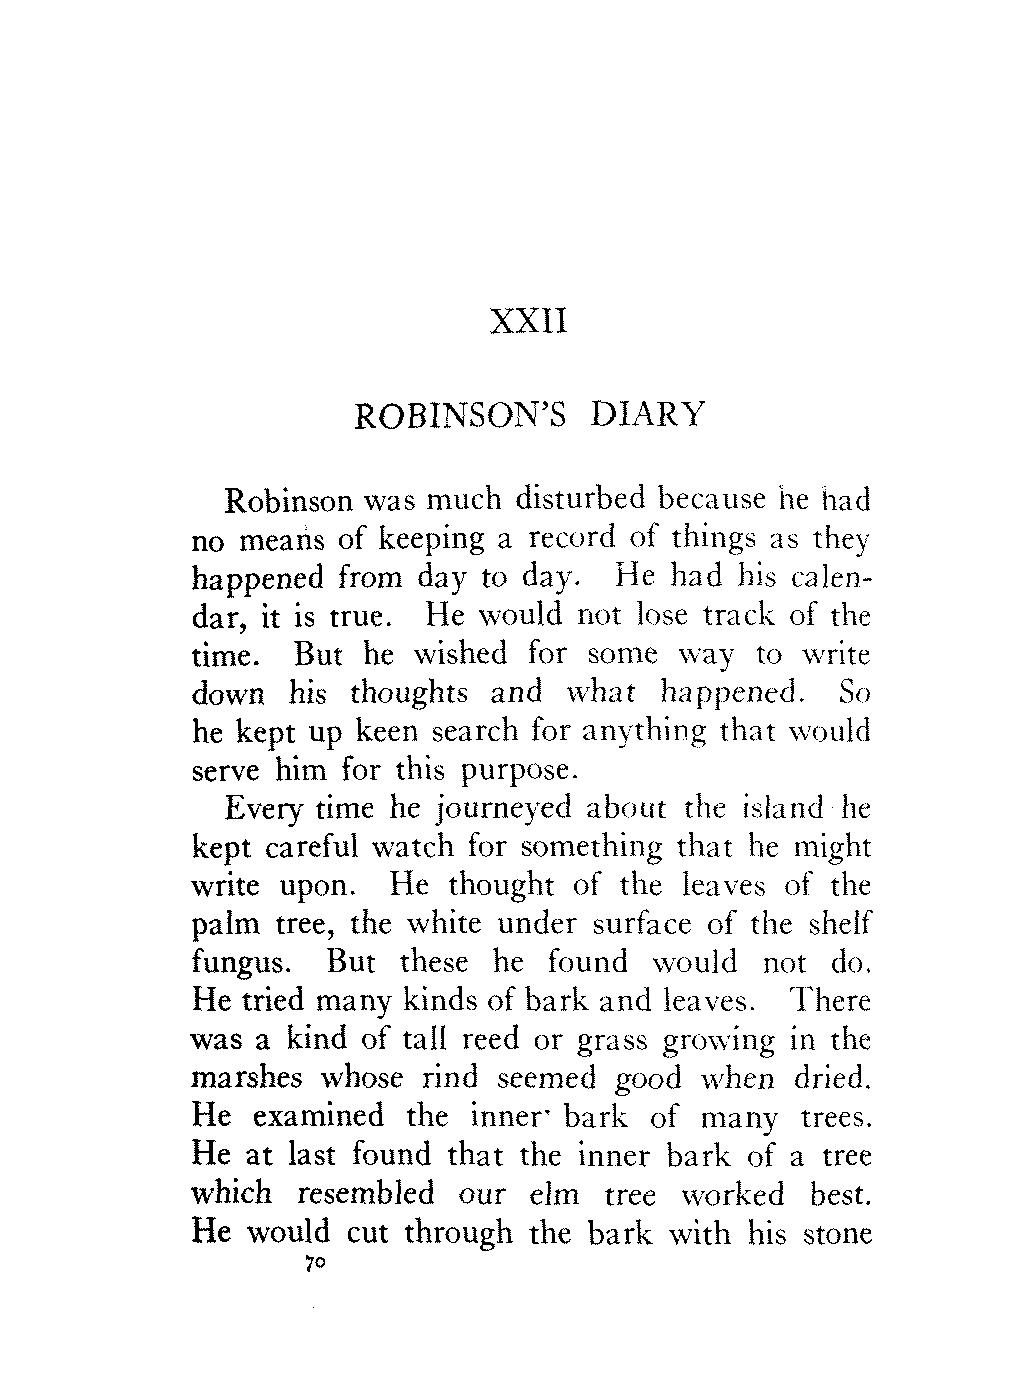 XXII
ROBINSON'S DIARY
Robinson was much disturbed because he had
no means of keeping a record of things as they
happened from day to day. He had his calen-
dar, it is true. He would not lose track of the
time. But he wished for some way to write
down his thoughts and what happened. So
he kept up keen search for anything that would
serve him for this purpose.
Every time he journeyed about the island he
kept careful watch for something that he might
write upon. He thought of the leaves of the
palm tree, the white under surface of the shelf
fungus. But these he found would not do.
He tried many kinds of bark and leaves. There
was a kind of tall reed or grass growing in the
marshes whose rind seemed good when dried.
He examined the inner bark of many trees.
He at last found that the inner bark of a tree
which resembled our elm tree worked best.
He would cut through the bark with his stone
70